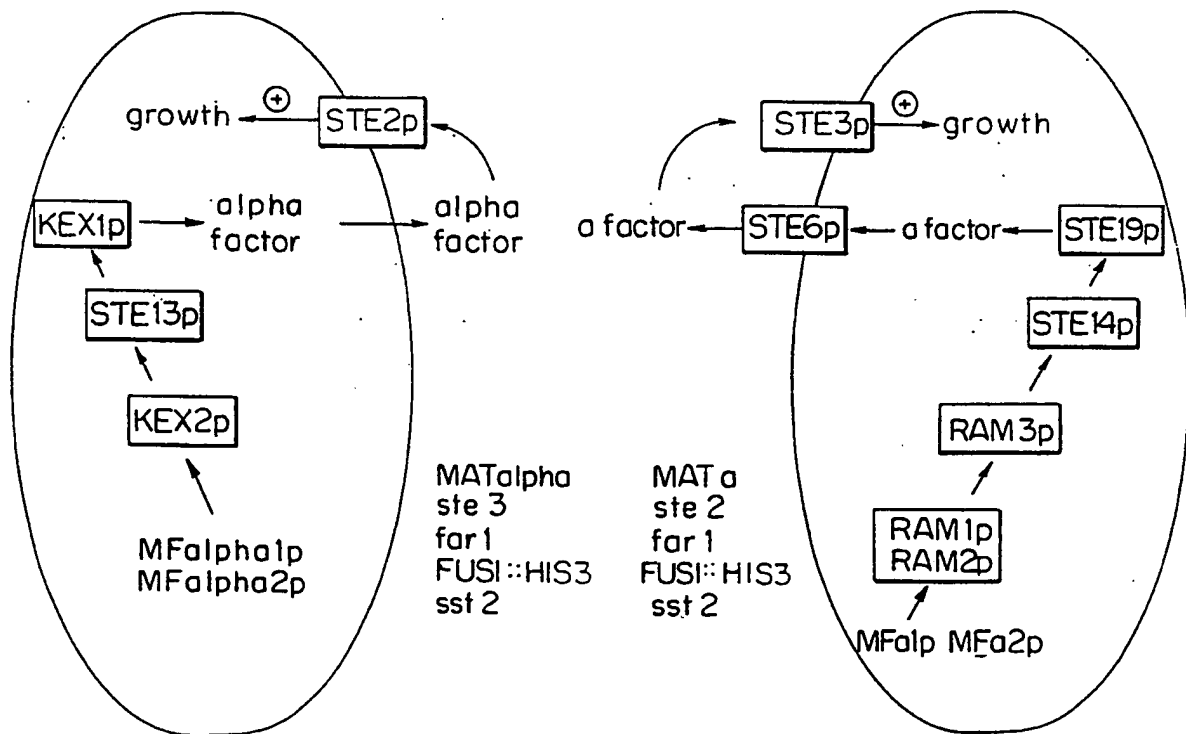 growth
+
STE2p
KEX1p
alpha
factor
alpha
factor
STE13p
KEX2p
MFalpha1p
MFalpha2p
MATalpha
ste 3
far 1
FUS1::HIS3
sst 2
STE3p
+
growth
a factor
STE6p
a factor
STE19p
STE14p
RAM3p
MAT a
ste 2
far 1
FUS1::HIS3
sst 2
RAM1p
RAM2p
MFa1p MFa2p